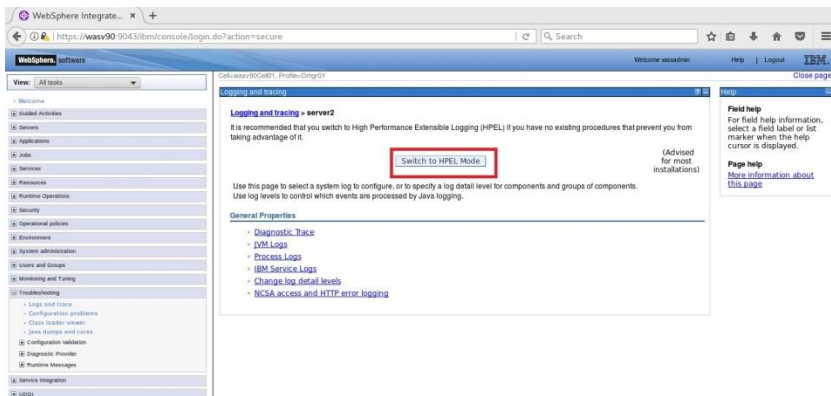 WebSphere Integrate...
https://wasv90:9043/ibm/console/login.do?action=secure
Search
WebSphere. software
Welcome wasadmin
Help | Logout
IBM.
View: All tasks
Cell=wasv90Cell01, Profile=Dmgr01
Close page
Welcome
Guided Activities
Servers
Applications
Jobs
Services
Resources
Runtime Operations
Security
Operational policies
Environment
System administration
Users and Groups
Monitoring and Tuning
Troubleshooting
Logs and trace
Configuration problems
Class loader viewer
Java dumps and cores
Configuration Validation
Diagnostic Provider
Runtime Messages
Service integration
UDDI
Logging and tracing
Logging and tracing > server2
It is recommended that you switch to High Performance Extensible Logging (HPEL) if you have no existing procedures that prevent you from
taking advantage of it.
Switch to HPEL Mode
(Advised
for most
installations)
Use this page to select a system log to configure, or to specify a log detail level for components and groups of components.
Use log levels to control which events are processed by Java logging.
General Properties
Diagnostic Trace
JVM Logs
Process Logs
IBM Service Logs
Change log detail levels
NCSA access and HTTP error logging
Help
Field help
For field help information,
select a field label or list
marker when the help
cursor is displayed.
Page help
More information about
this page